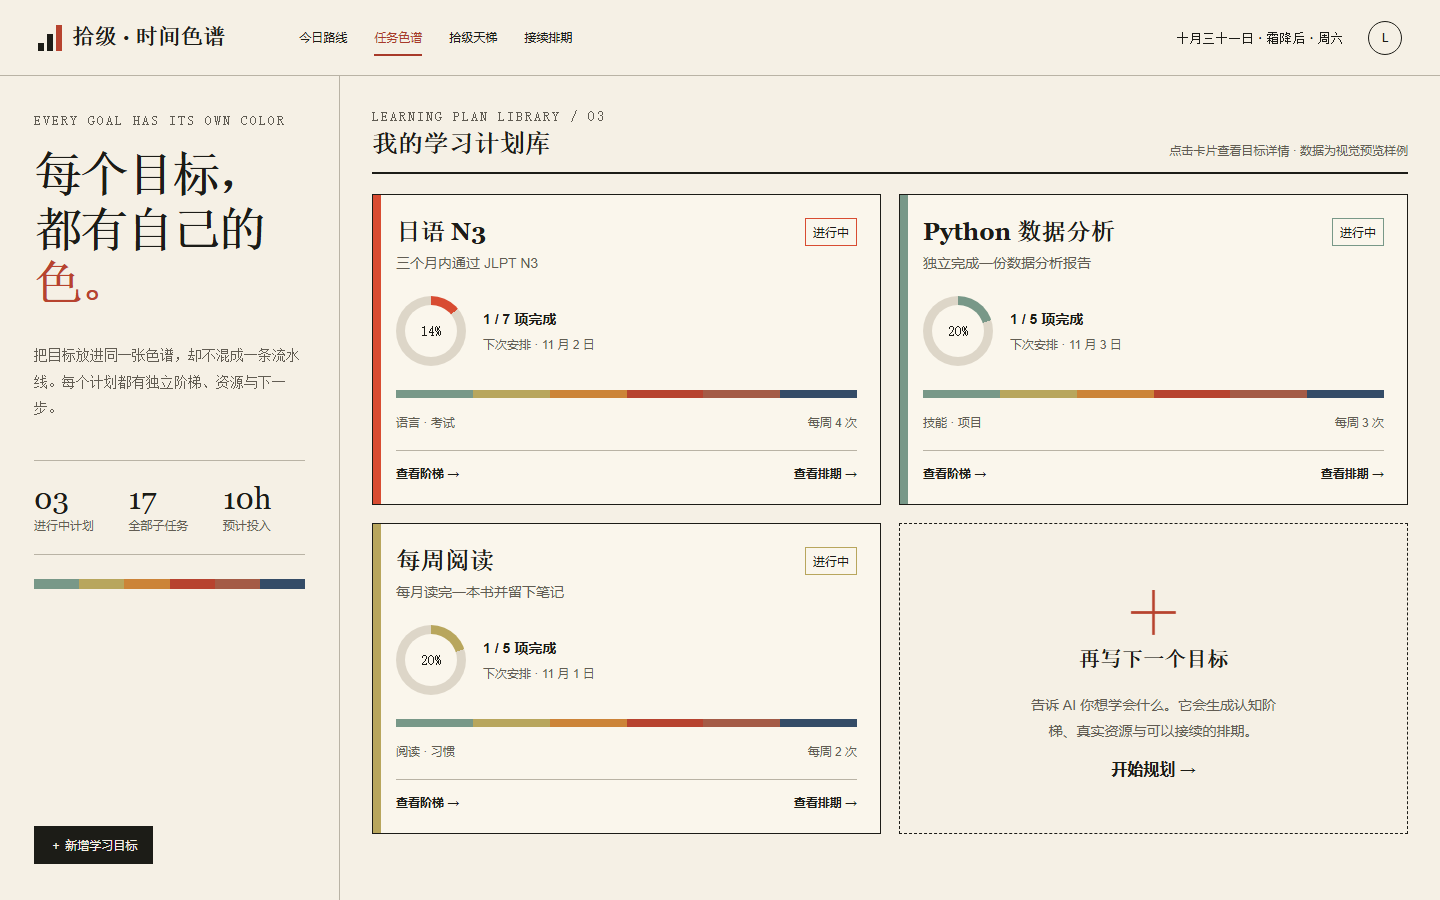 拾级 · 时间色谱
今日路线
任务色谱
拾级天梯
接续排期
十月三十一日 · 霜降后 · 周六
L
EVERY GOAL HAS ITS OWN COLOR
每个目标，
都有自己的
色。
把目标放进同一张色谱，却不混成一条流水
线。每个计划都有独立阶梯、资源与下一
步。
03
进行中计划
17
全部子任务
10h
预计投入
+ 新增学习目标
LEARNING PLAN LIBRARY / 03
我的学习计划库
点击卡片查看目标详情 · 数据为视觉预览样例
日语 N3
进行中
三个月内通过 JLPT N3
14%
1 / 7 项完成
下次安排 · 11 月 2 日
语言 · 考试
每周 4 次
查看阶梯 →
查看排期 →
Python 数据分析
进行中
独立完成一份数据分析报告
20%
1 / 5 项完成
下次安排 · 11 月 3 日
技能 · 项目
每周 3 次
查看阶梯 →
查看排期 →
每周阅读
进行中
每月读完一本书并留下笔记
20%
1 / 5 项完成
下次安排 · 11 月 1 日
阅读 · 习惯
每周 2 次
查看阶梯 →
查看排期 →
再写下一个目标
告诉 AI 你想学会什么。它会生成认知阶
梯、真实资源与可以接续的排期。
开始规划 →